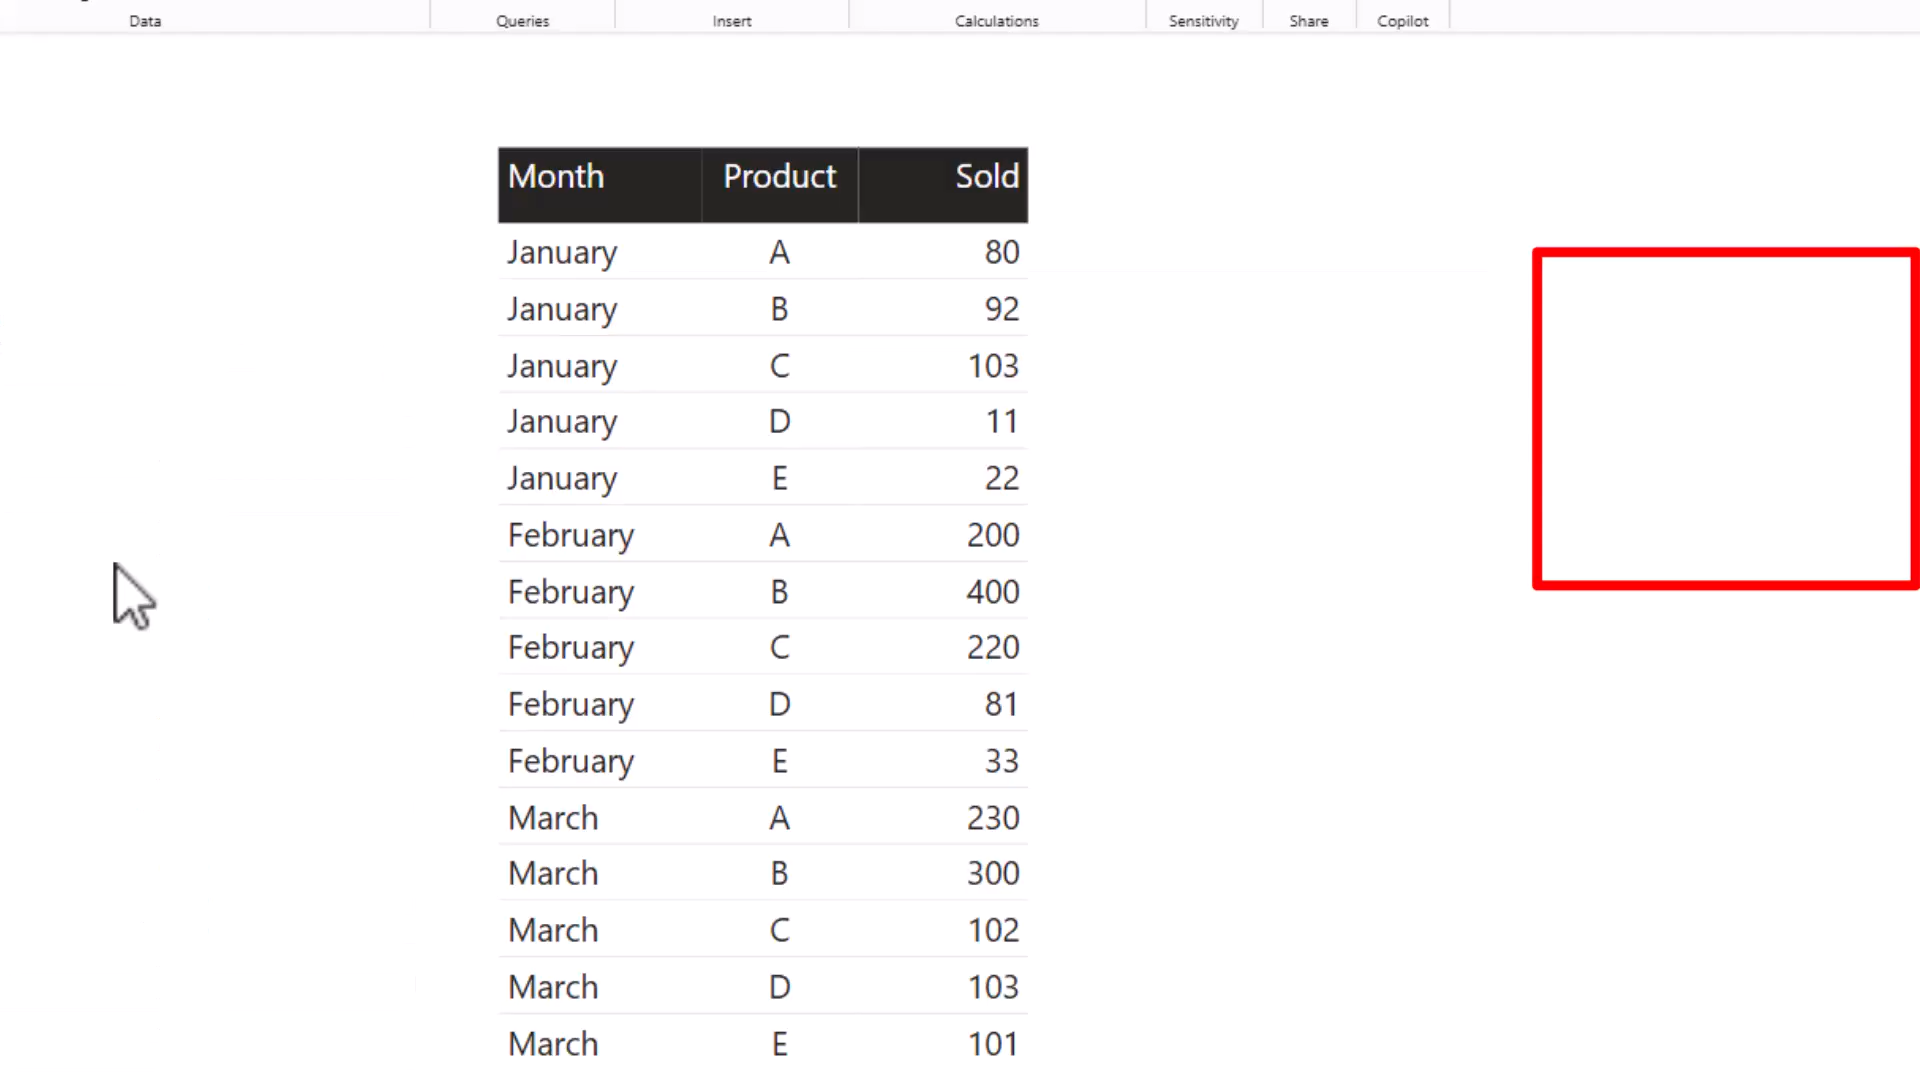 Data Queries Insert Calculations Sensitivity Share Copilot
Month Product Sold
January A 80
January B 92
January C 103
January D 11
January E 22
February A 200
February B 400
February C 220
February D 81
February E 33
March A 230
March B 300
March C 102
March D 103
March E 101